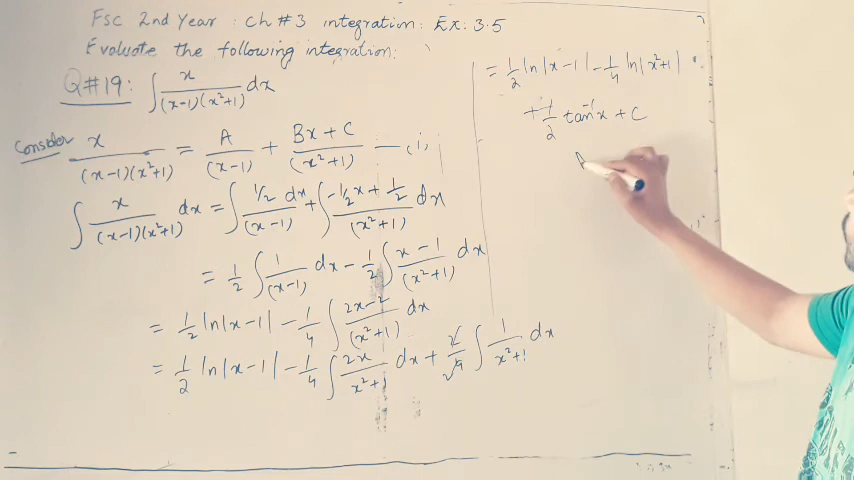 Fsc 2nd Year : Ch # 3 integration: Ex: 3.5
Evaluate the following integration:
Q#19: ∫ x/((x-1)(x²+1)) dx
Consider x/((x-1)(x²+1)) = A/(x-1) + (Bx+C)/(x²+1) — (i)
∫ x/((x-1)(x²+1)) dx = ∫ (1/2 dx)/(x-1) + ∫ (-1/2 x + 1/2)/(x²+1) dx
= 1/2 ∫ 1/(x-1) dx - 1/2 ∫ (x-1)/(x²+1) dx
= 1/2 ln|x-1| - 1/4 ∫ (2x-2)/(x²+1) dx
= 1/2 ln|x-1| - 1/4 ∫ 2x/(x²+1) dx + 2/4 ∫ 1/(x²+1) dx
= 1/2 ln|x-1| - 1/4 ln|x²+1|
+ 1/2 tan⁻¹x + C